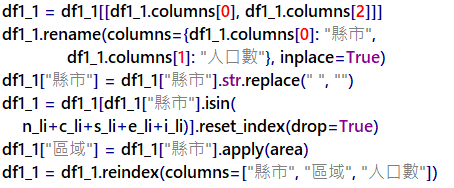 df1_1 = df1_1[[df1_1.columns[0], df1_1.columns[2]]]
df1_1.rename(columns={df1_1.columns[0]: "縣市",
df1_1.columns[1]: "人口數"}, inplace=True)
df1_1["縣市"] = df1_1["縣市"].str.replace(" ", "")
df1_1 = df1_1[df1_1["縣市"].isin(
n_li+c_li+s_li+e_li+i_li)].reset_index(drop=True)
df1_1["區域"] = df1_1["縣市"].apply(area)
df1_1 = df1_1.reindex(columns=["縣市", "區域", "人口數"])